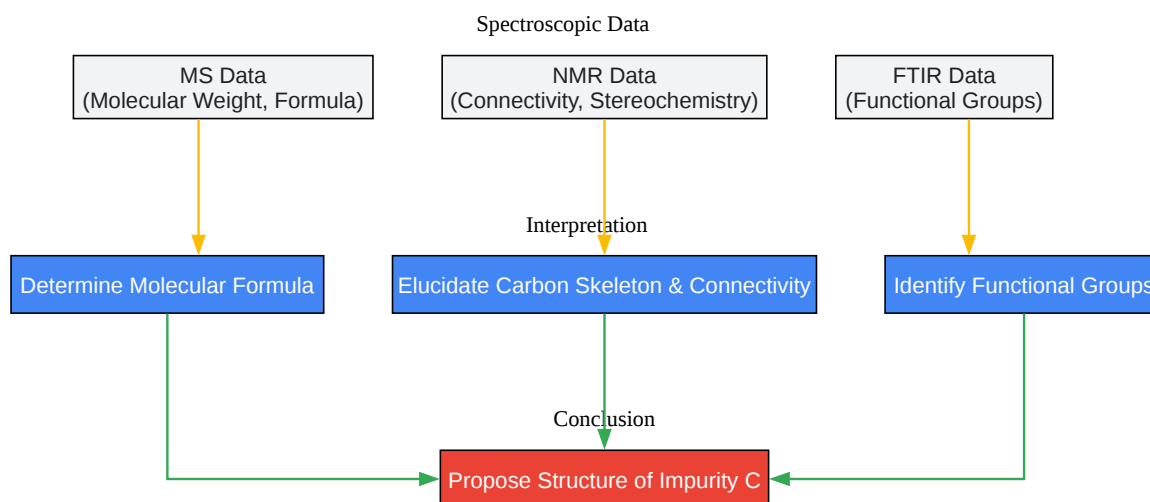 Spectroscopic Data
MS Data
(Molecular Weight, Formula)
NMR Data
(Connectivity, Stereochemistry)
FTIR Data
(Functional Groups)
Interpretation
Determine Molecular Formula
Elucidate Carbon Skeleton & Connectivity
Identify Functional Groups
Conclusion
Propose Structure of Impurity C